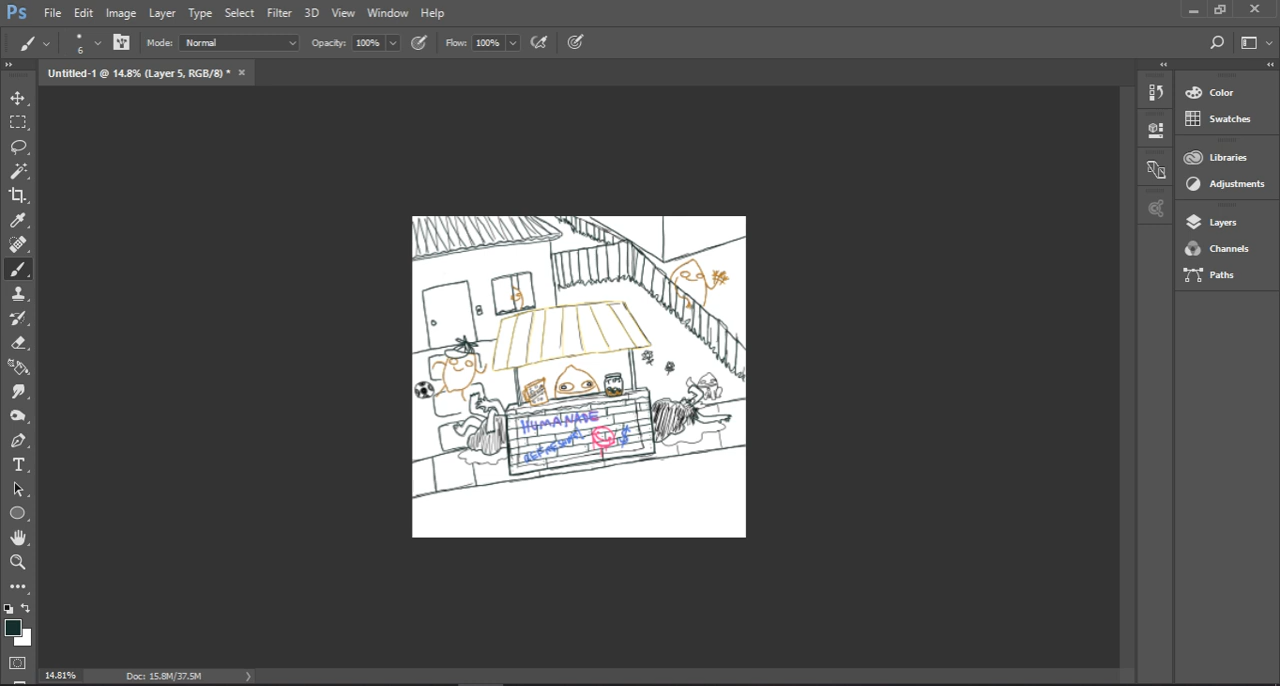 Ps File Edit Image Layer Type Select Filter 3D View Window Help
6 Mode: Normal Opacity: 100% Flow: 100%
Untitled-1 @ 14.8% (Layer 5, RGB/8) *
Color
Swatches
Libraries
Adjustments
Layers
Channels
Paths
HUMANADE
14.81% Doc: 15.8M/37.5M